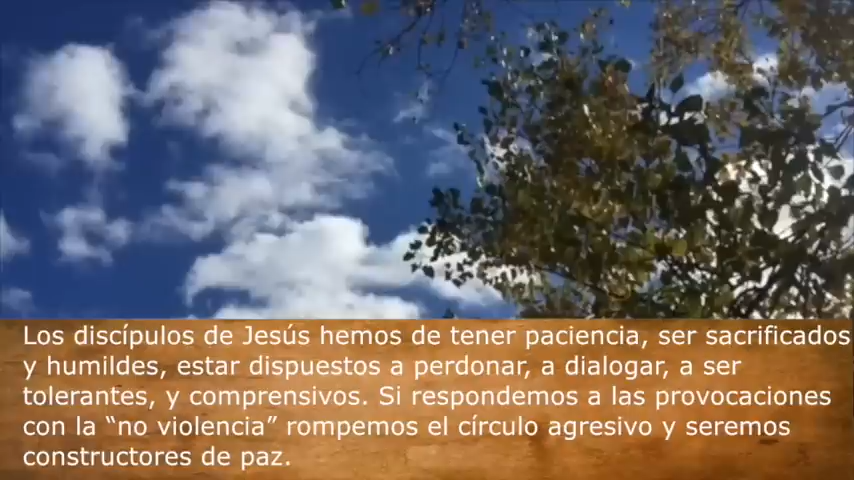 Los discípulos de Jesús hemos de tener paciencia, ser sacrificados
y humildes, estar dispuestos a perdonar, a dialogar, a ser
tolerantes, y comprensivos. Si respondemos a las provocaciones
con la “no violencia” rompemos el círculo agresivo y seremos
constructores de paz.